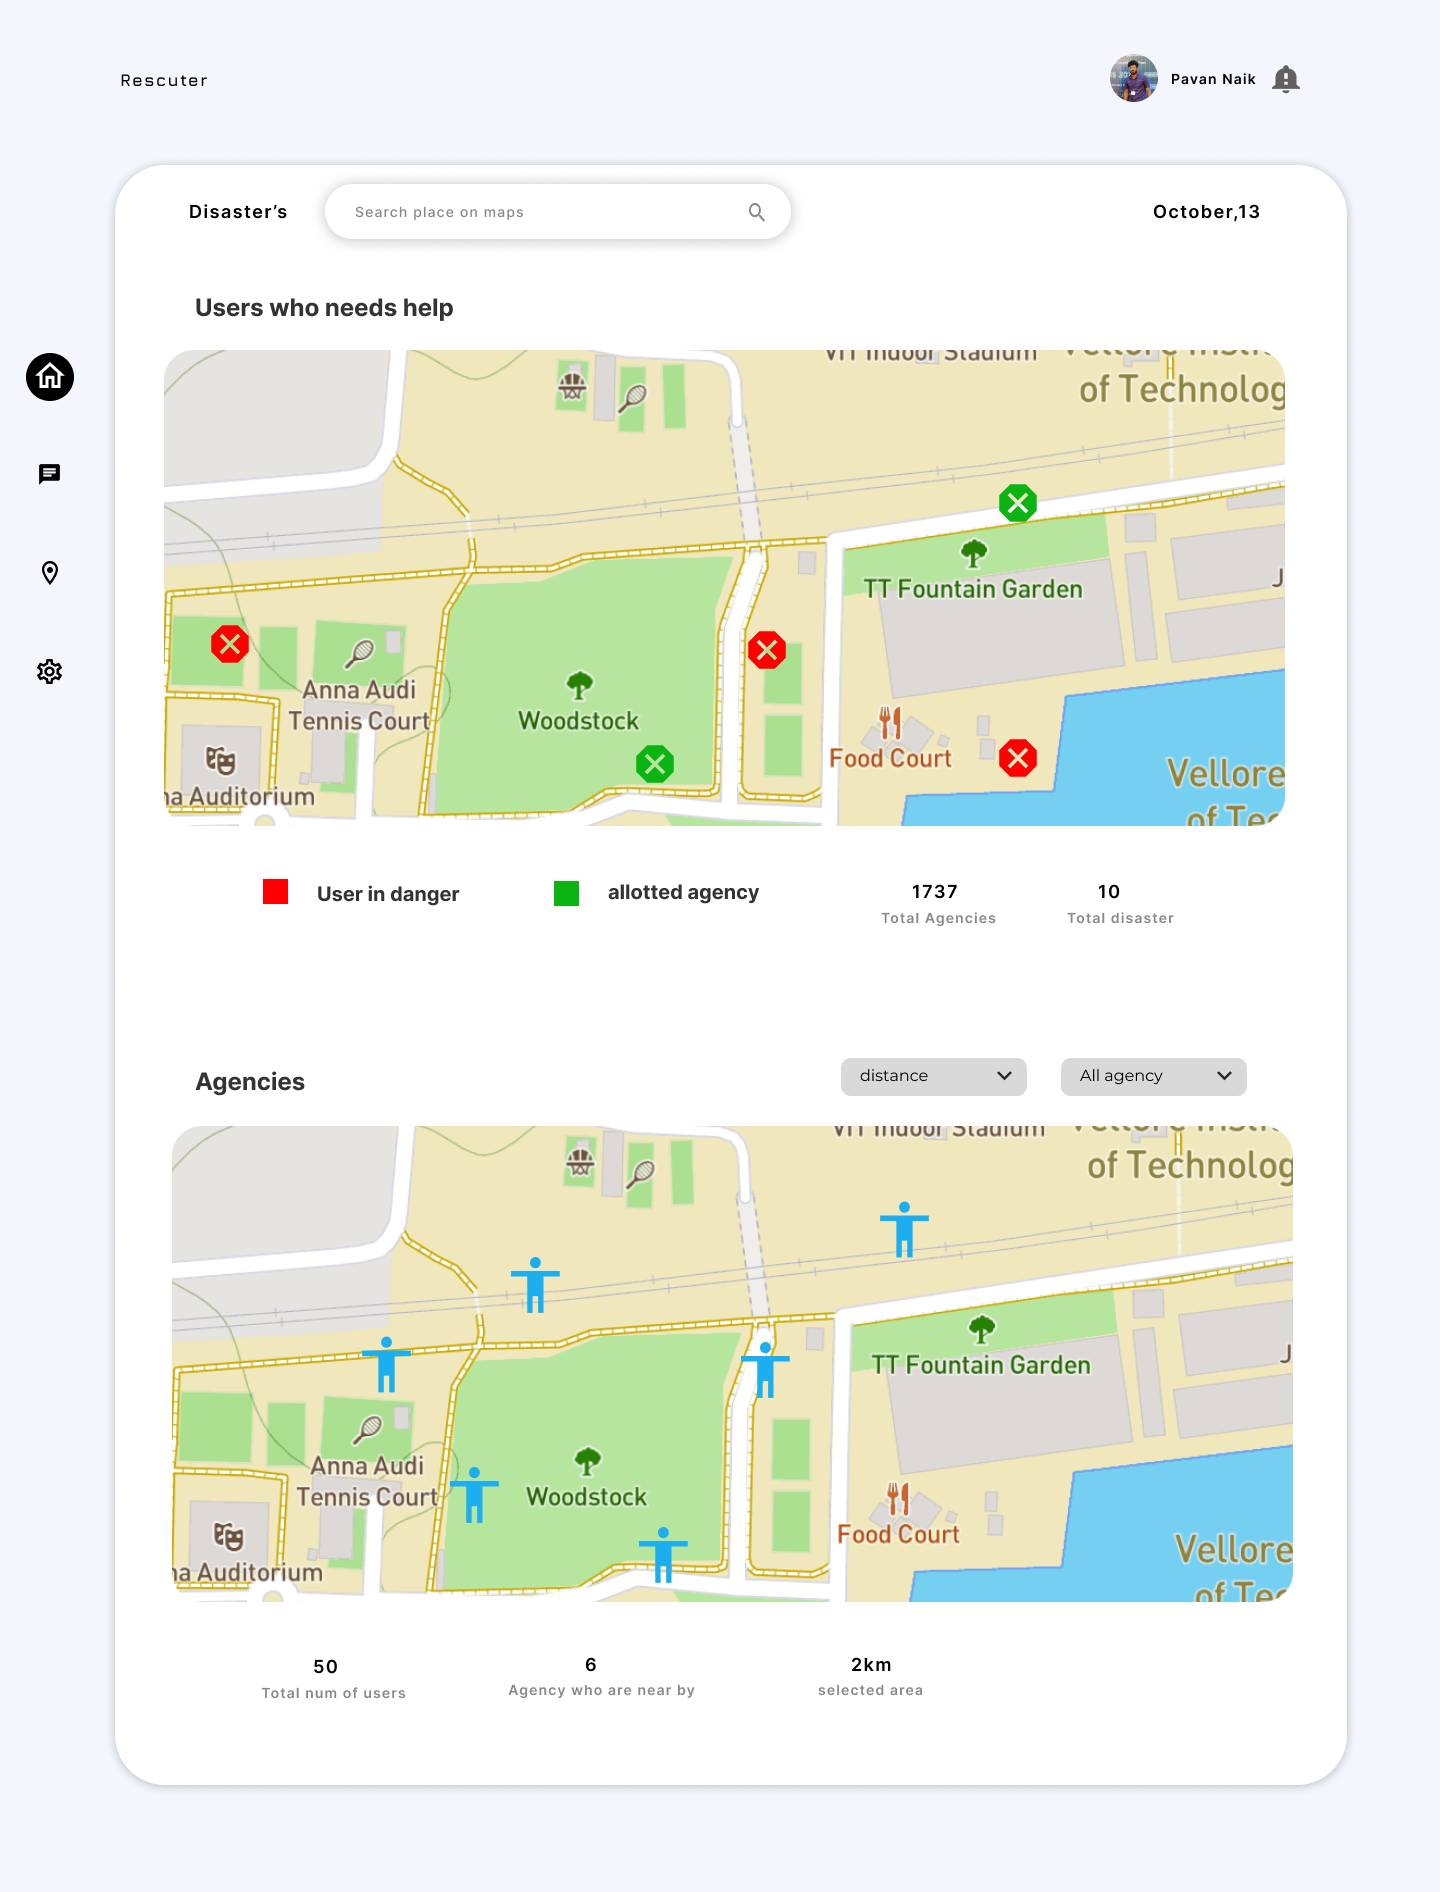 Rescuter
Pavan Naik
Disaster's
Search place on maps
October,13
Users who needs help
VIT Indoor Stadium
of Technolog
TT Fountain Garden
J
Anna Audi
Tennis Court
Woodstock
Food Court
na Auditorium
Vellore
of Tec
User in danger
allotted agency
1737
Total Agencies
10
Total disaster
Agencies
distance
All agency
VIT Indoor Stadium
of Technolog
TT Fountain Garden
J
Anna Audi
Tennis Court
Woodstock
Food Court
na Auditorium
Vellore
of Tec
50
Total num of users
6
Agency who are near by
2km
selected area